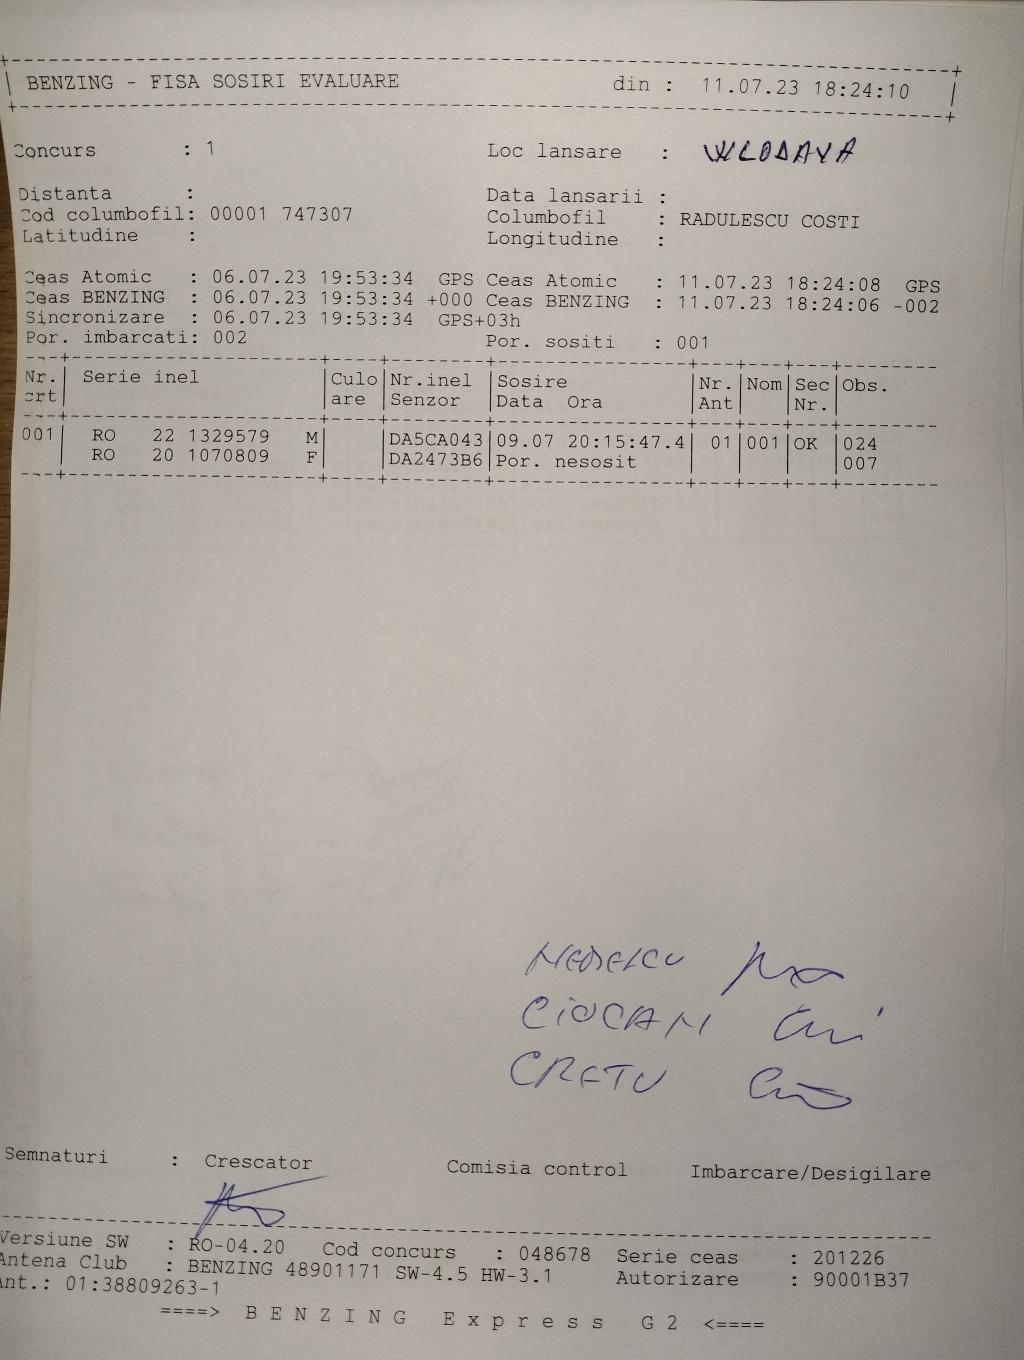 BENZING - FISA SOSIRI EVALUARE din : 11.07.23 18:24:10
Concurs : 1 Loc lansare : WLODAVA
Distanta : Data lansarii :
Cod columbofil: 00001 747307 Columbofil : RADULESCU COSTI
Latitudine : Longitudine :
Ceas Atomic : 06.07.23 19:53:34 GPS Ceas Atomic : 11.07.23 18:24:08 GPS
Ceas BENZING : 06.07.23 19:53:34 +000 Ceas BENZING : 11.07.23 18:24:06 -002
Sincronizare : 06.07.23 19:53:34 GPS+03h
Por. imbarcati: 002 Por. sositi : 001
Nr. | Serie inel |Culo|Nr.inel |Sosire |Nr.|Nom|Sec|Obs.
crt| |are |Senzor |Data Ora |Ant| |Nr.|
001| RO 22 1329579 M| |DA5CA043|09.07 20:15:47.4| 01|001|OK |024
RO 20 1070809 F| |DA2473B6|Por. nesosit | | | |007
NEDELCU
CIOCAN
CRETU
Semnaturi : Crescator Comisia control Imbarcare/Desigilare
Versiune SW : RO-04.20 Cod concurs : 048678 Serie ceas : 201226
Antena Club : BENZING 48901171 SW-4.5 HW-3.1 Autorizare : 90001B37
Ant.: 01:38809263-1
====> B E N Z I N G E x p r e s s G 2 <====